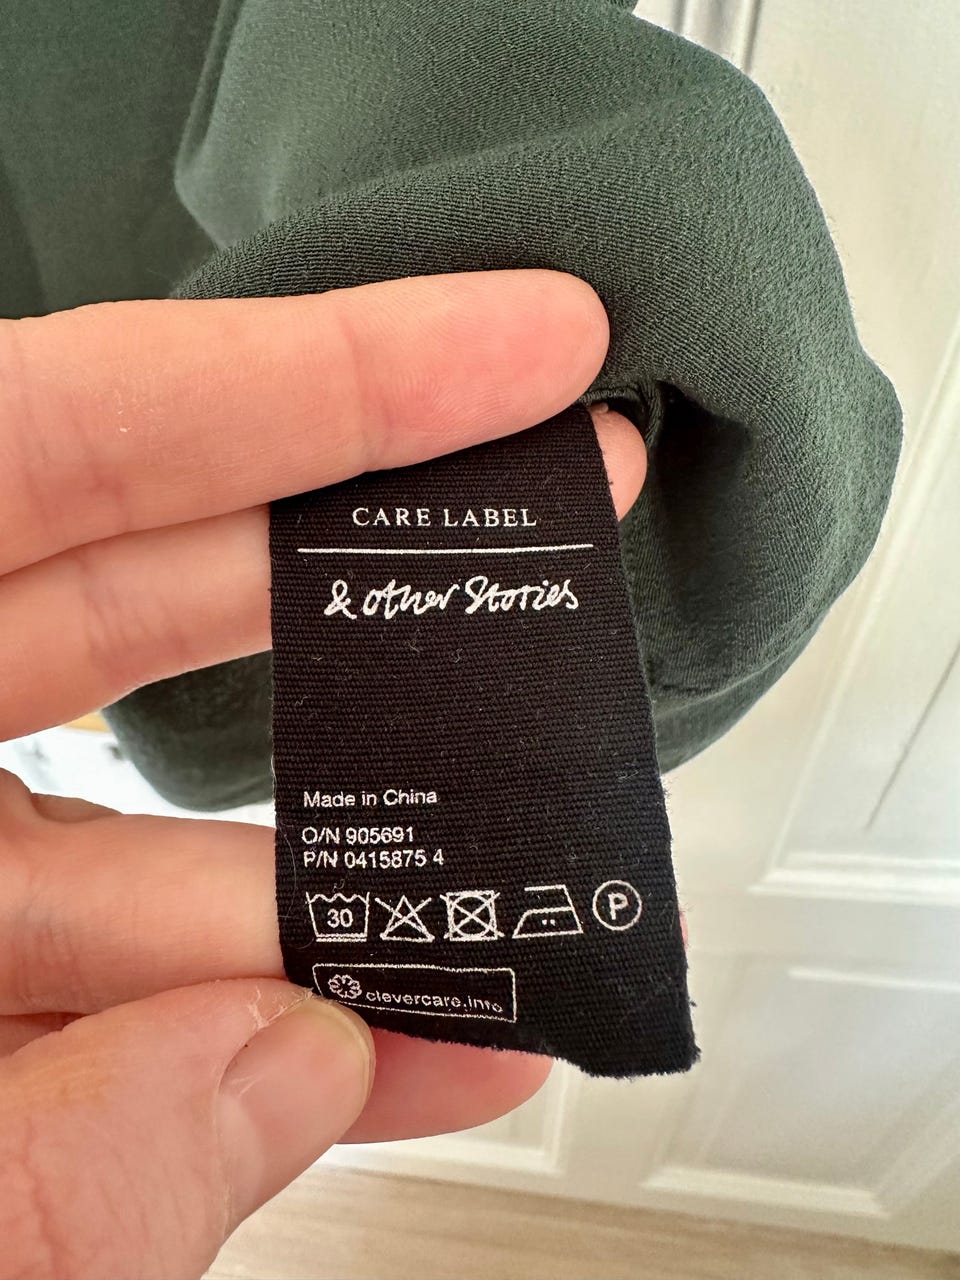 CARE LABEL
& other Stories
Made in China
O/N 905691
P/N 0415875 4
30
P
clevercare.info